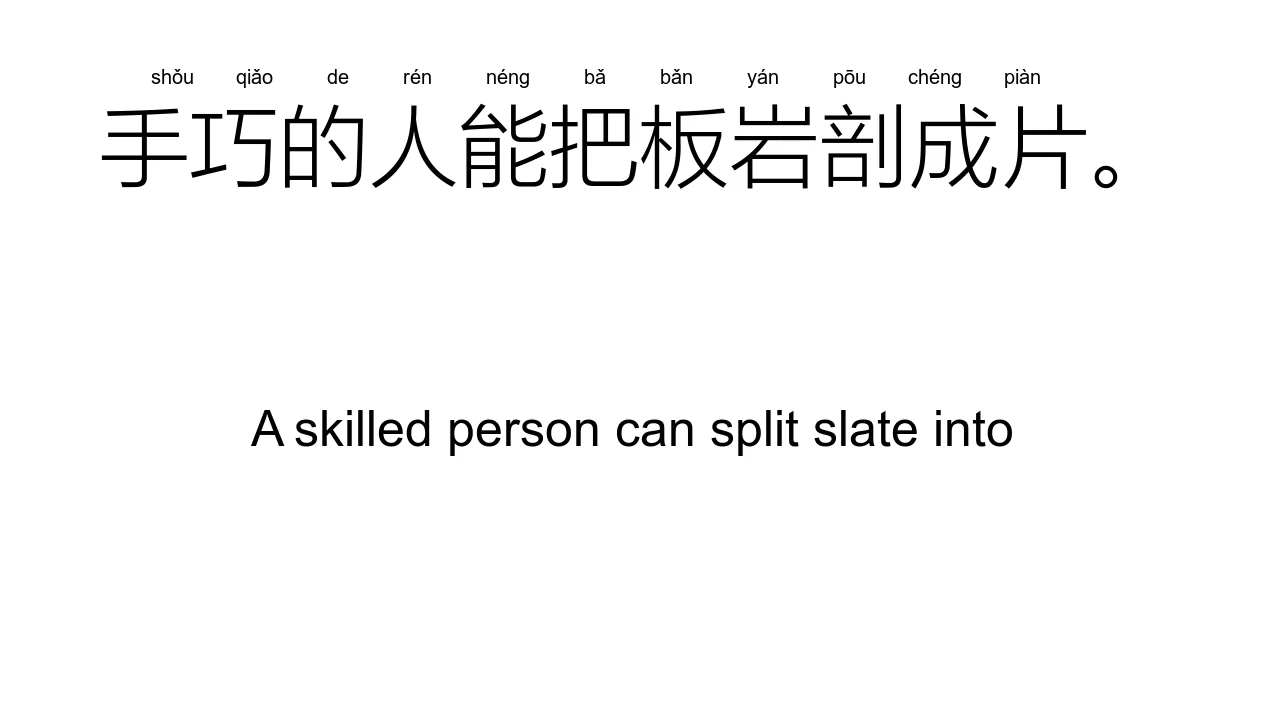 shǒu qiǎo de rén néng bǎ bǎn yán pōu chéng piàn
手巧的人能把板岩剖成片。
A skilled person can split slate into